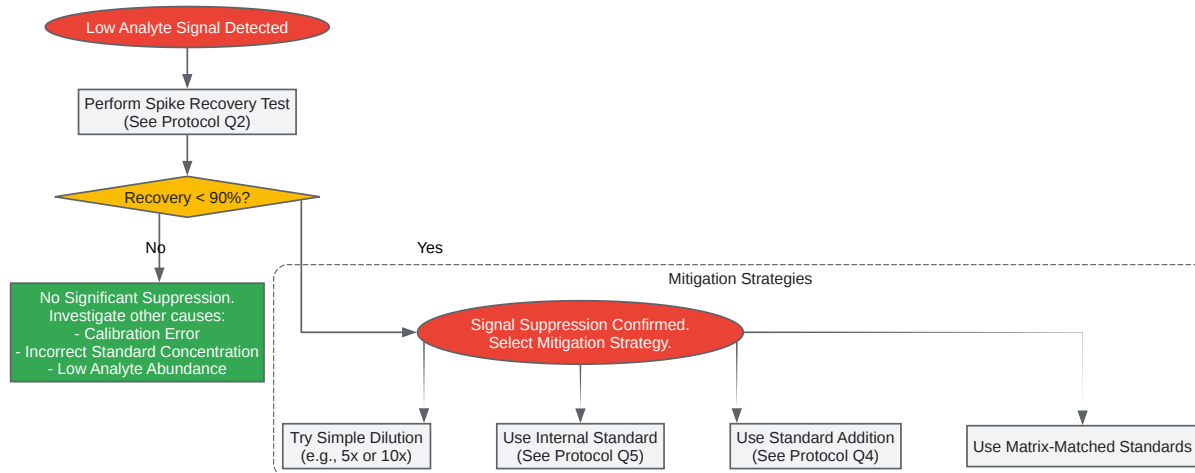 Low Analyte Signal Detected
Perform Spike Recovery Test
(See Protocol Q2)
Recovery < 90%?
No
Yes
No Significant Suppression.
Investigate other causes:
- Calibration Error
- Incorrect Standard Concentration
- Low Analyte Abundance
Mitigation Strategies
Signal Suppression Confirmed.
Select Mitigation Strategy.
Try Simple Dilution
(e.g., 5x or 10x)
Use Internal Standard
(See Protocol Q5)
Use Standard Addition
(See Protocol Q4)
Use Matrix-Matched Standards